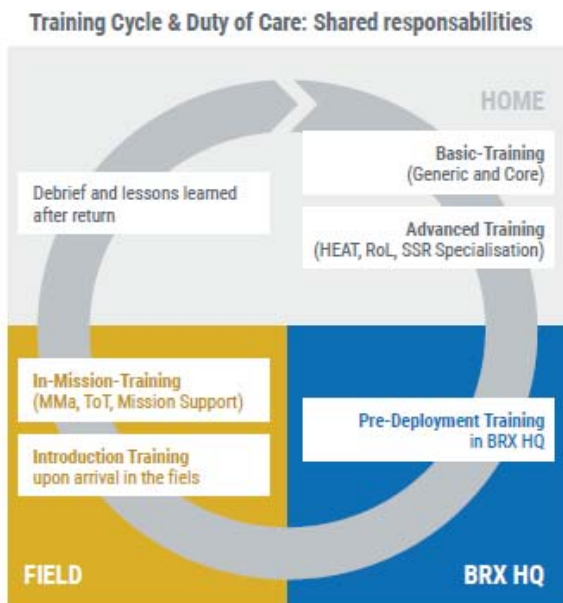 Training Cycle & Duty of Care: Shared responsabilities
HOME
Basic-Training
(Generic and Core)
Debrief and lessons learned
after return
Advanced Training
(HEAT, RoL, SSR Specialisation)
In-Mission-Training
(MMa, ToT, Mission Support)
Pre-Deployment Training
in BRX HQ
Introduction Training
upon arrival in the fiels
FIELD
BRX HQ